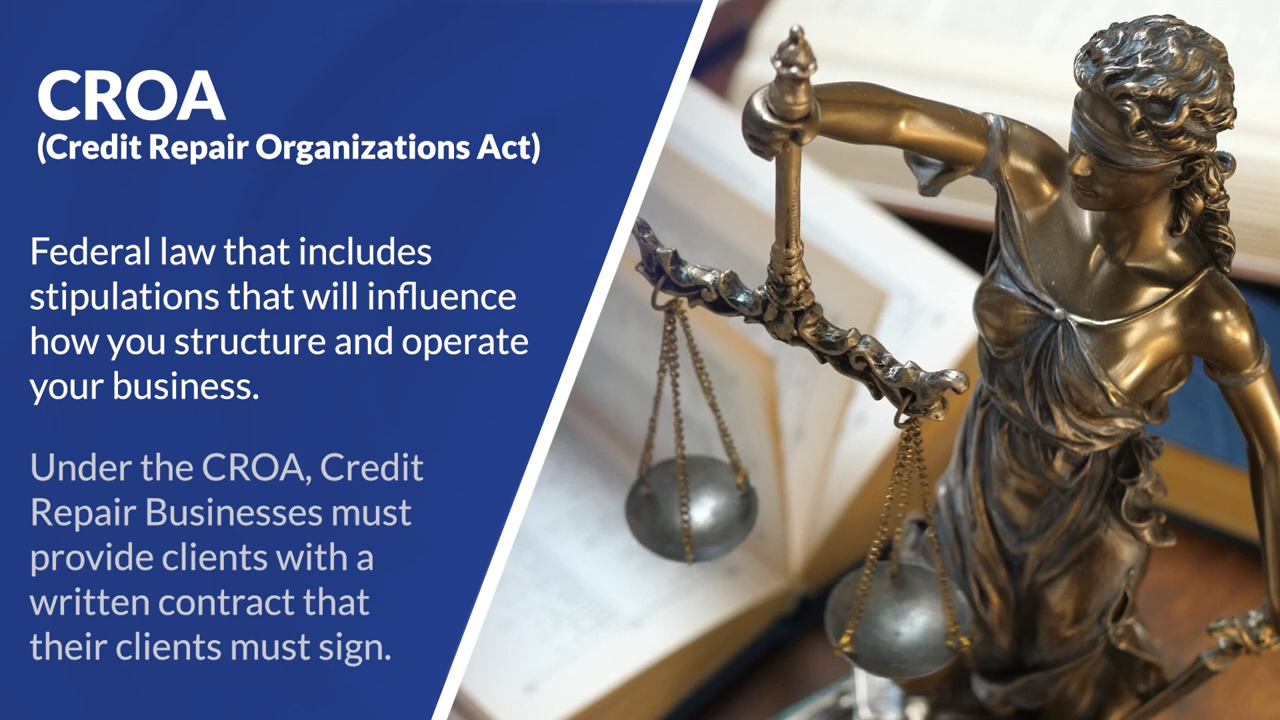 CROA
(Credit Repair Organizations Act)
Federal law that includes
stipulations that will influence
how you structure and operate
your business.
Under the CROA, Credit
Repair Businesses must
provide clients with a
written contract that
their clients must sign.